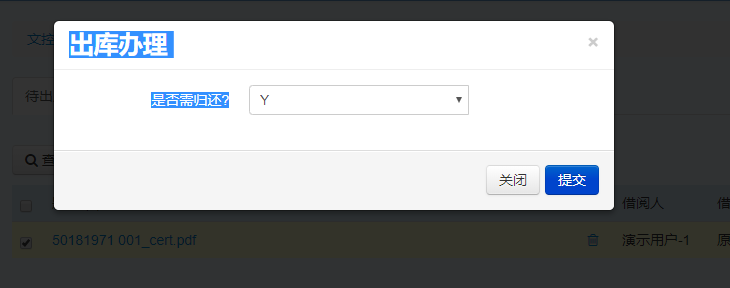 文控
出库办理
×
是否需归还?
Y
待出
查
关闭
提交
借阅人
借
50181971 001_cert.pdf
演示用户-1
原